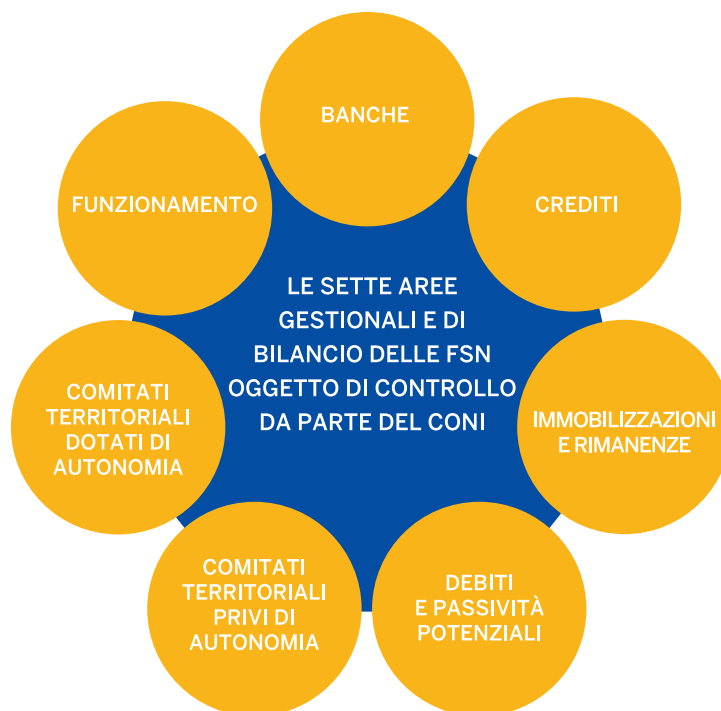 BANCHE
CREDITI
IMMOBILIZZAZIONI
E RIMANENZE
DEBITI
E PASSIVITÀ
POTENZIALI
COMITATI
TERRITORIALI
PRIVI DI
AUTONOMIA
COMITATI
TERRITORIALI
DOTATI DI
AUTONOMIA
FUNZIONAMENTO
LE SETTE AREE
GESTIONALI E DI
BILANCIO DELLE FSN
OGGETTO DI CONTROLLO
DA PARTE DEL CONI